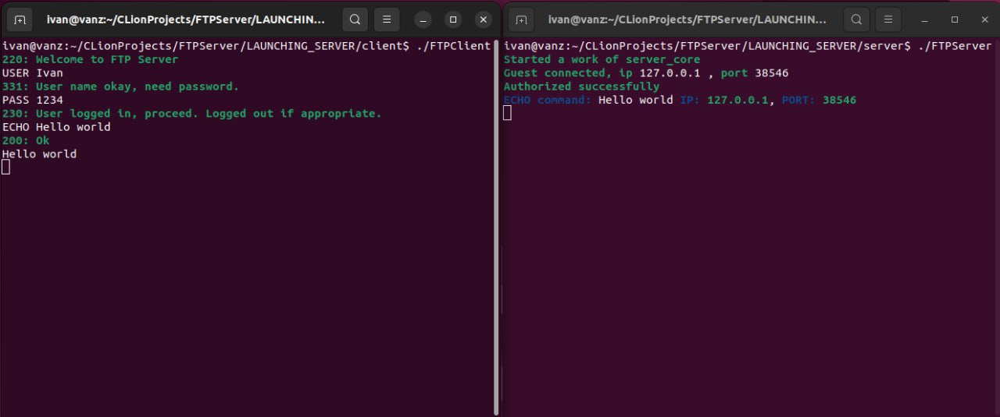 ivan@vanz:~/CLionProjects/FTPServer/LAUNCHIN...
ivan@vanz:~/CLionProjects/FTPServer/LAUNCHING_SERVER/client$ ./FTPClient
220: Welcome to FTP Server
USER Ivan
331: User name okay, need password.
PASS 1234
230: User logged in, proceed. Logged out if appropriate.
ECHO Hello world
200: Ok
Hello world
ivan@vanz:~/CLionProjects/FTPServer/LAUNCHIN...
ivan@vanz:~/CLionProjects/FTPServer/LAUNCHING_SERVER/server$ ./FTPServer
Started a work of server_core
Guest connected, ip 127.0.0.1 , port 38546
Authorized successfully
ECHO command: Hello world IP: 127.0.0.1, PORT: 38546